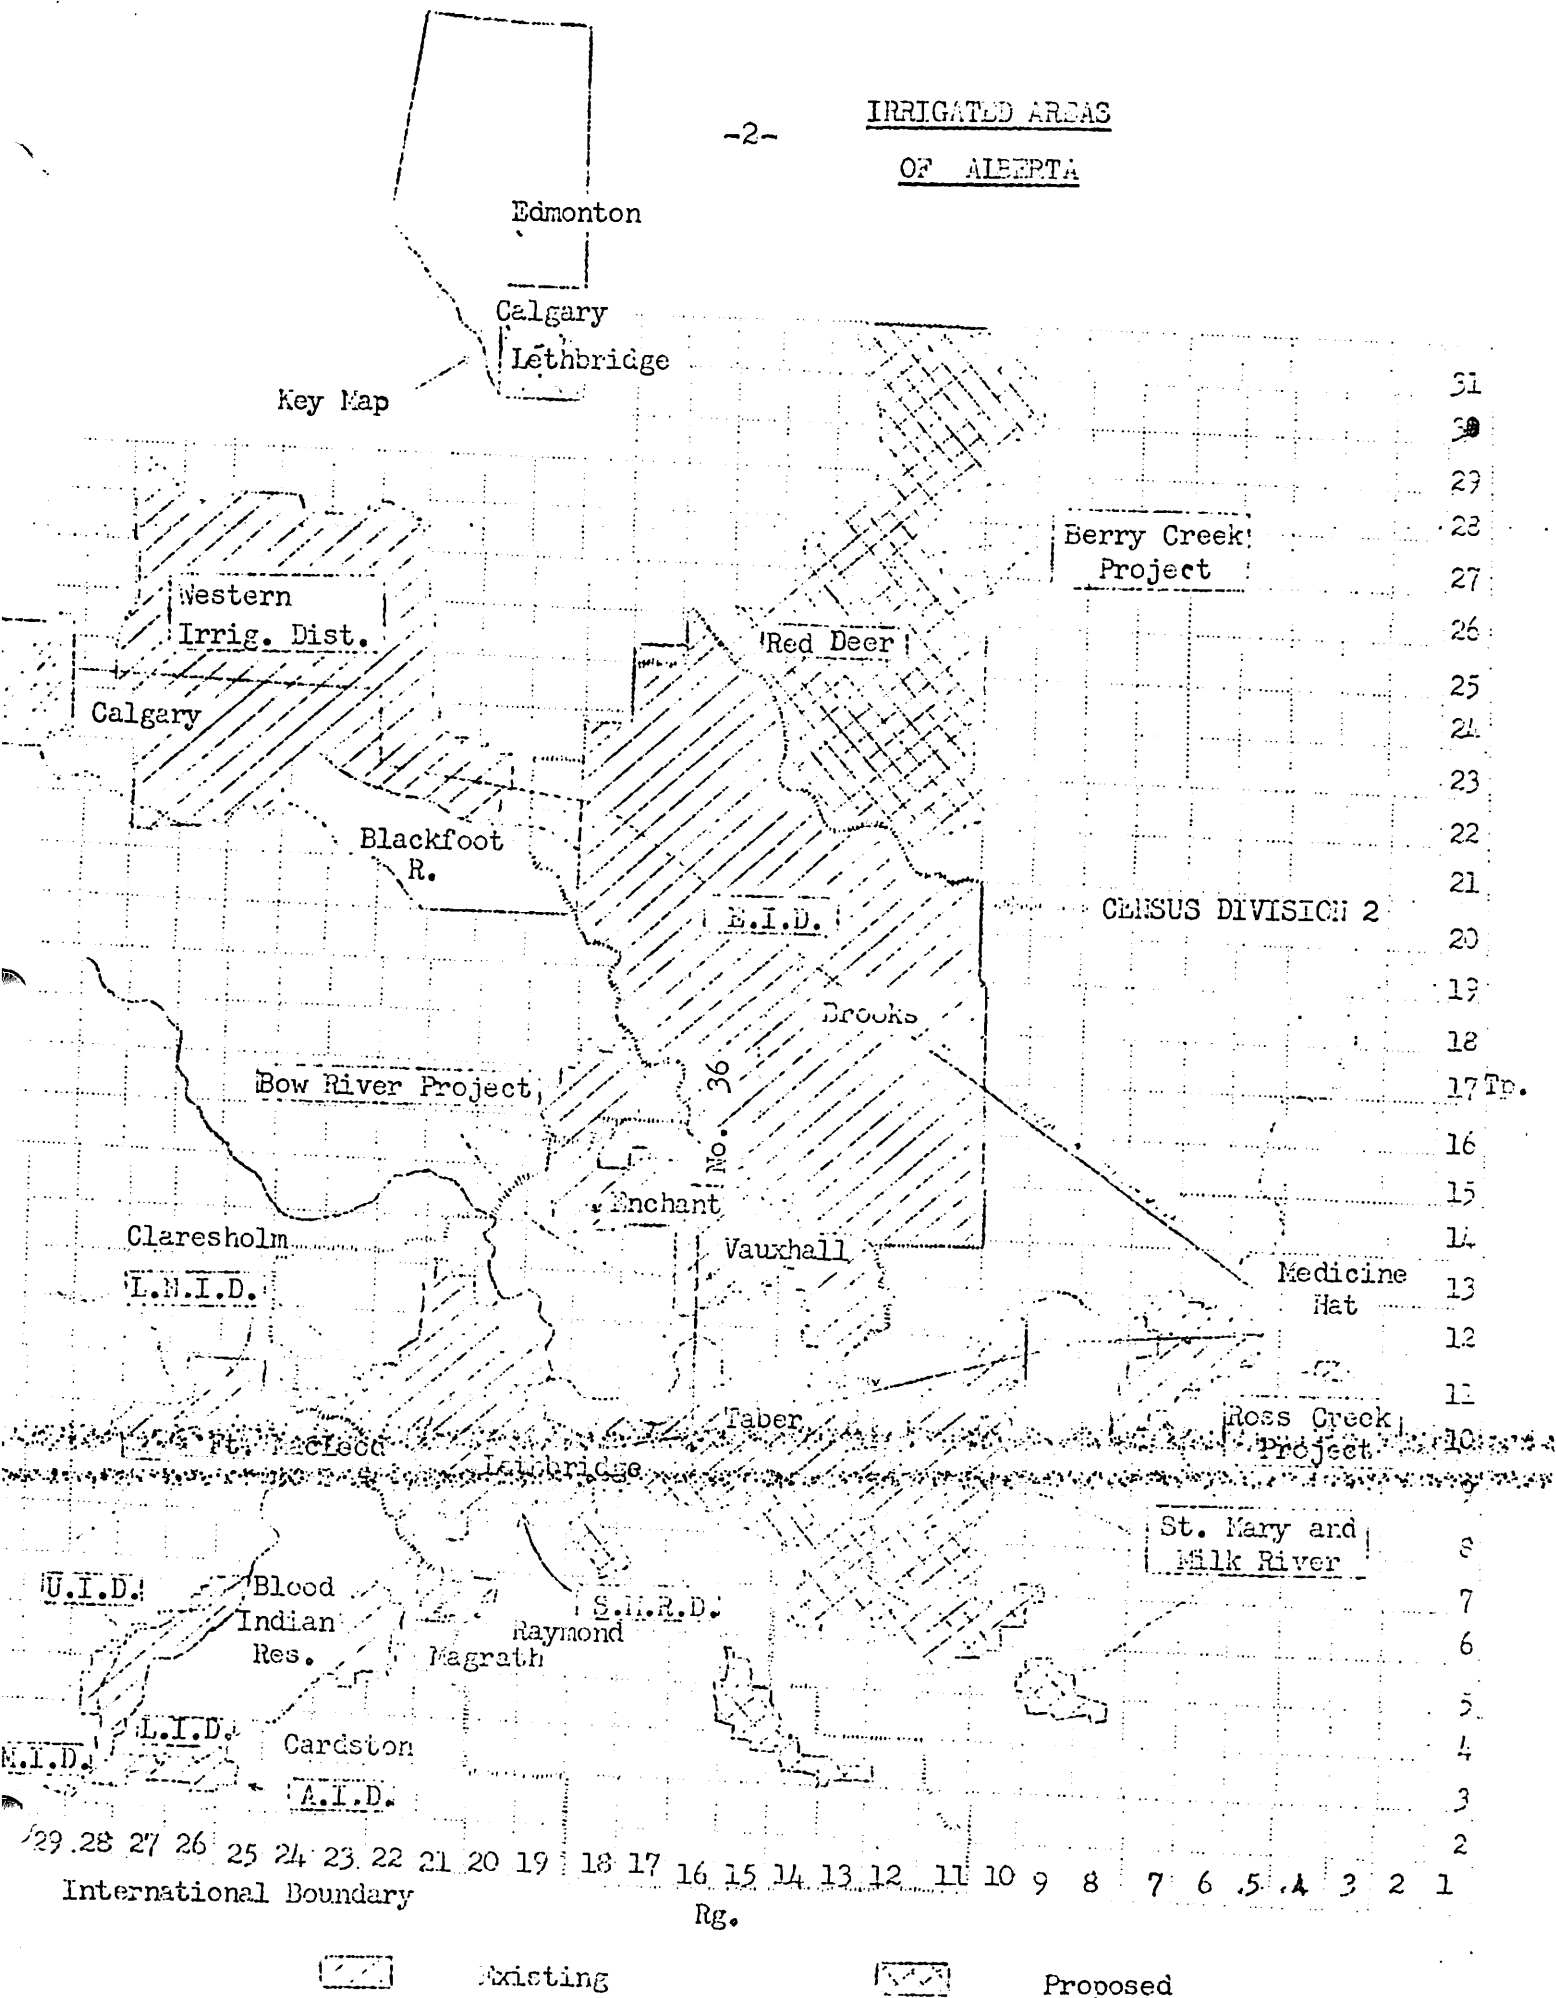 -2-
IRRIGATED AREAS
OF ALBERTA
Edmonton
Calgary
Lethbridge
Key Map
31
30
29
28
Berry Creek
Project
27
Western
Irrig. Dist.
26
Red Deer
25
Calgary
24
23
22
Blackfoot
R.
21
E.I.D.
CENSUS DIVISION 2
20
19
Brooks
18
Bow River Project
No. 36
17 Tp.
16
15
Enchant
Claresholm
Vauxhall
14
L.N.I.D.
Medicine
Hat
13
12
11
Taber
Ross Creek
Project
10
Ft. MacLeod
Lethbridge
9
St. Mary and
Milk River
8
U.I.D.
Blood
Indian
Res.
S.M.R.D.
7
Raymond
Magrath
6
5
L.I.D.
Cardston
4
M.I.D.
A.I.D.
3
2
29 28 27 26 25 24 23 22 21 20 19 18 17 16 15 14 13 12 11 10 9 8 7 6 5 4 3 2 1
International Boundary
Rg.
Existing
Proposed